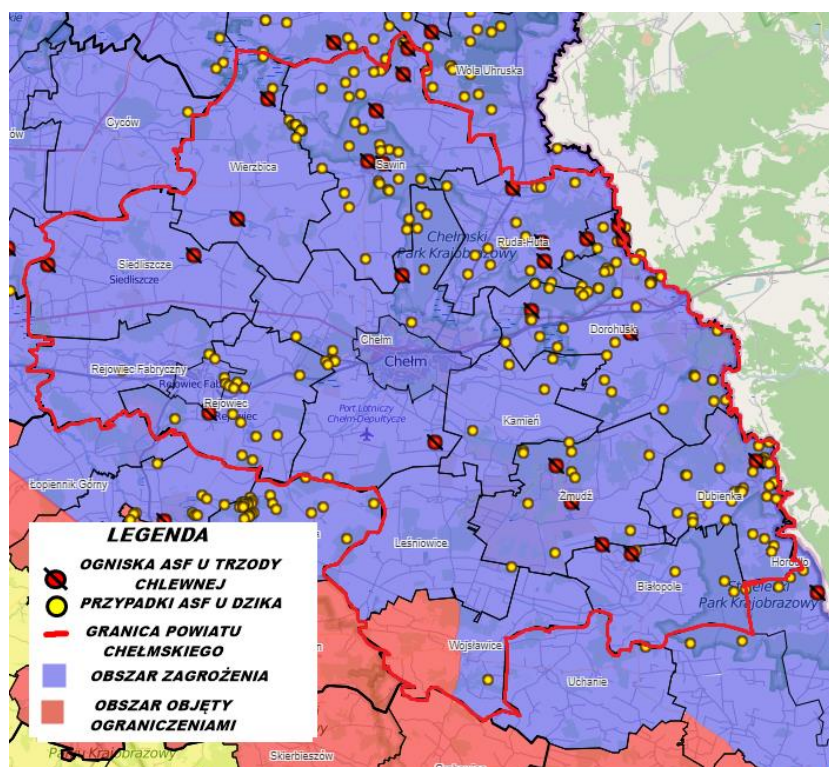 Wola Uhruska
Cyców
ów
Wierzbica
Sawin
Chełmski
Park Krajobrazowy
Ruda-Huta
Siedliszcze
Siedliszcze
Dorohusk
Chełm
Chełm
Rejowiec Fabryczny
Rejowiec
Rejowiec
Port Lotniczy
Chełm-Depułtycze
Kamień
Łopiennik Górny
Żmudź
Dubienka
Leśniowice
Horodło
Białopole
Park Krajobrazowy
Wojsławice
Uchanie
Skierbieszów
Krajobrazowy
LEGENDA
OGNISKA ASF U TRZODY
CHLEWNEJ
PRZYPADKI ASF U DZIKA
GRANICA POWIATU
CHEŁMSKIEGO
OBSZAR ZAGROŻENIA
OBSZAR OBJĘTY
OGRANICZENIAMI